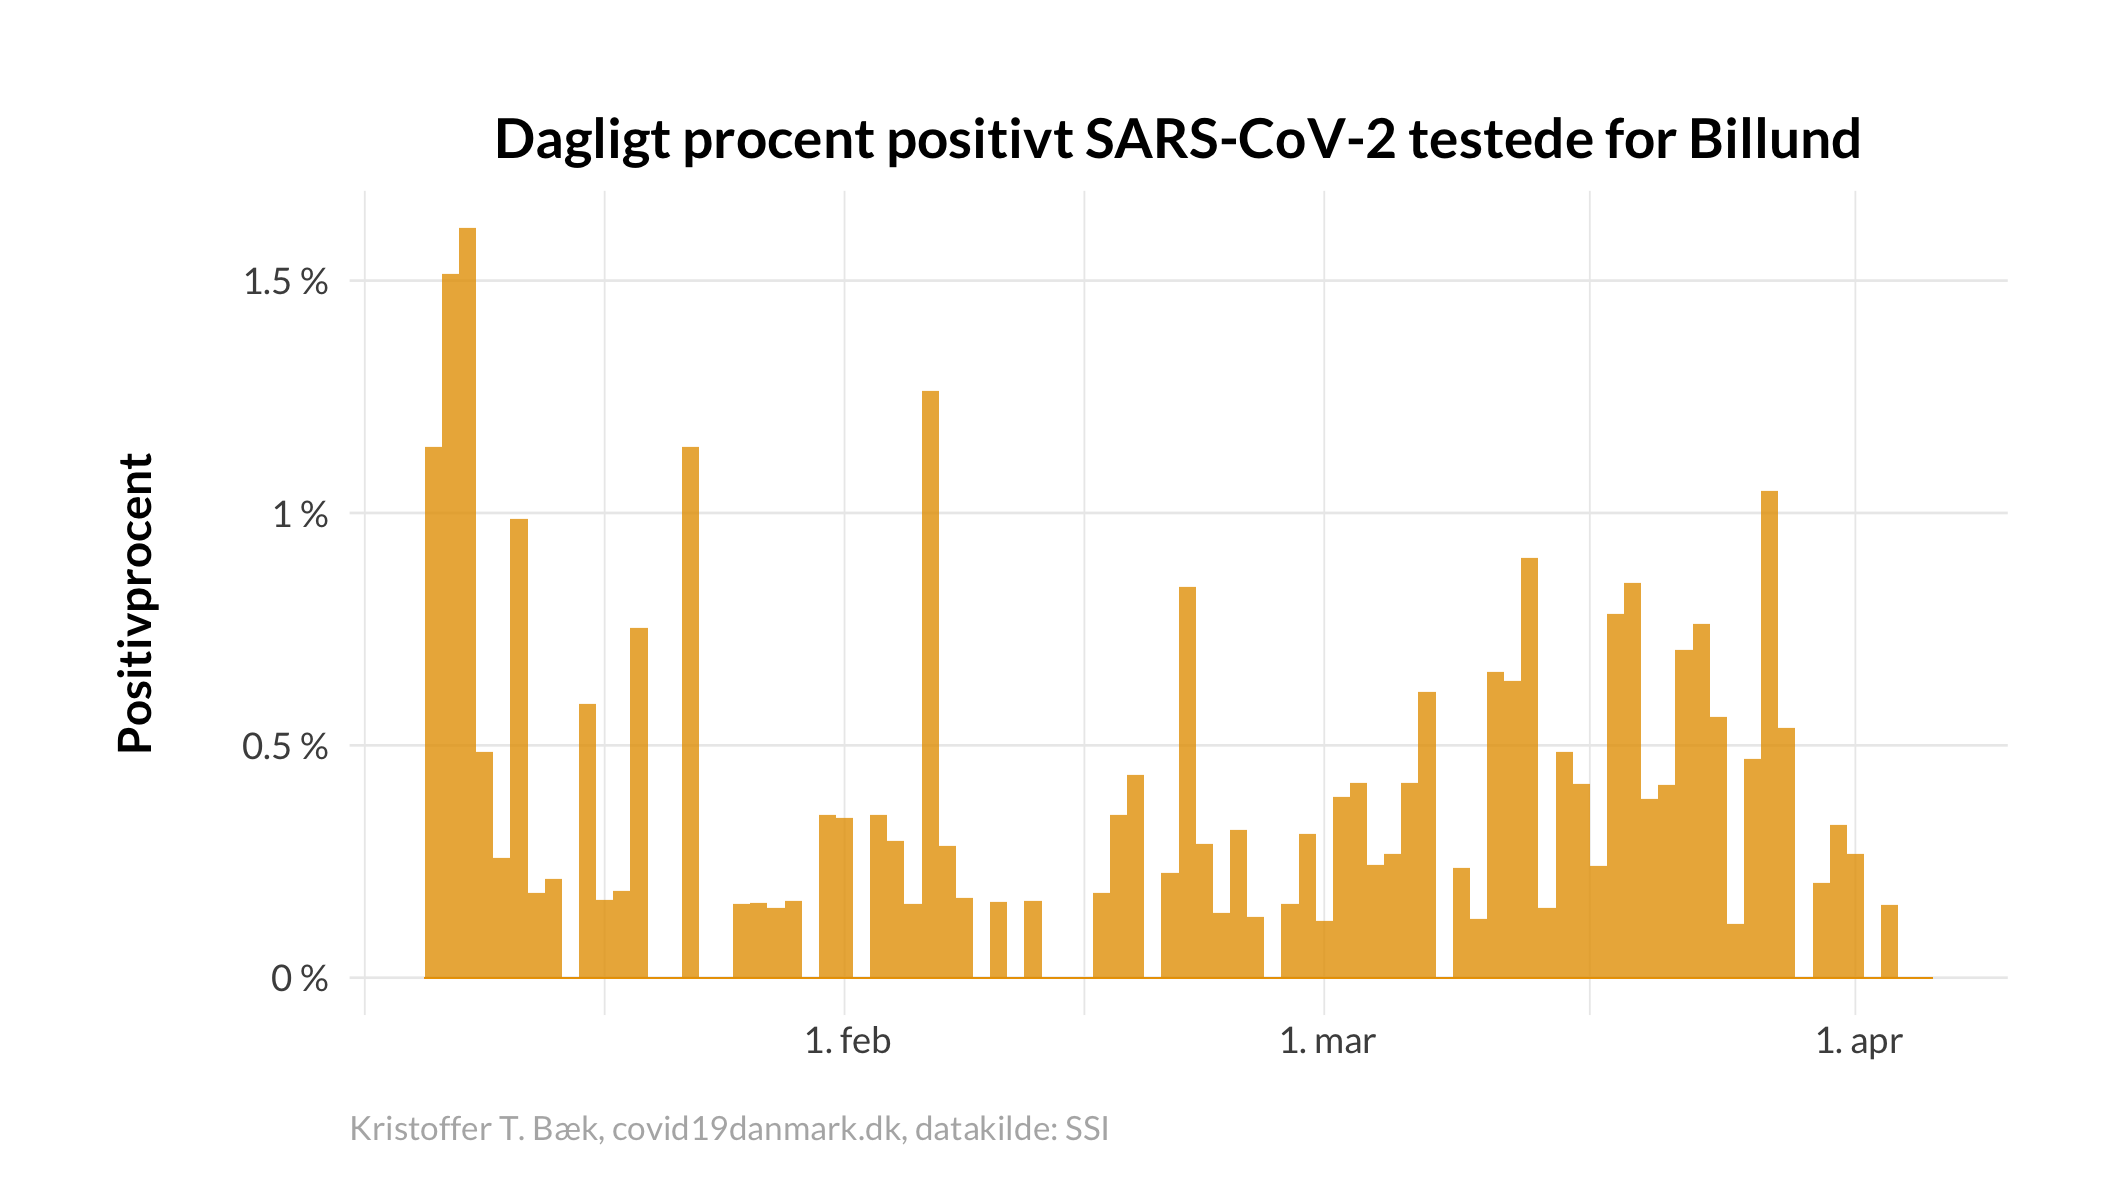 Dagligt procent positivt SARS-CoV-2 testede for Billund
Positivprocent
1.5 %
1 %
0.5 %
0 %
1. feb
1. mar
1. apr
Kristoffer T. Bæk, covid19danmark.dk, datakilde: SSI